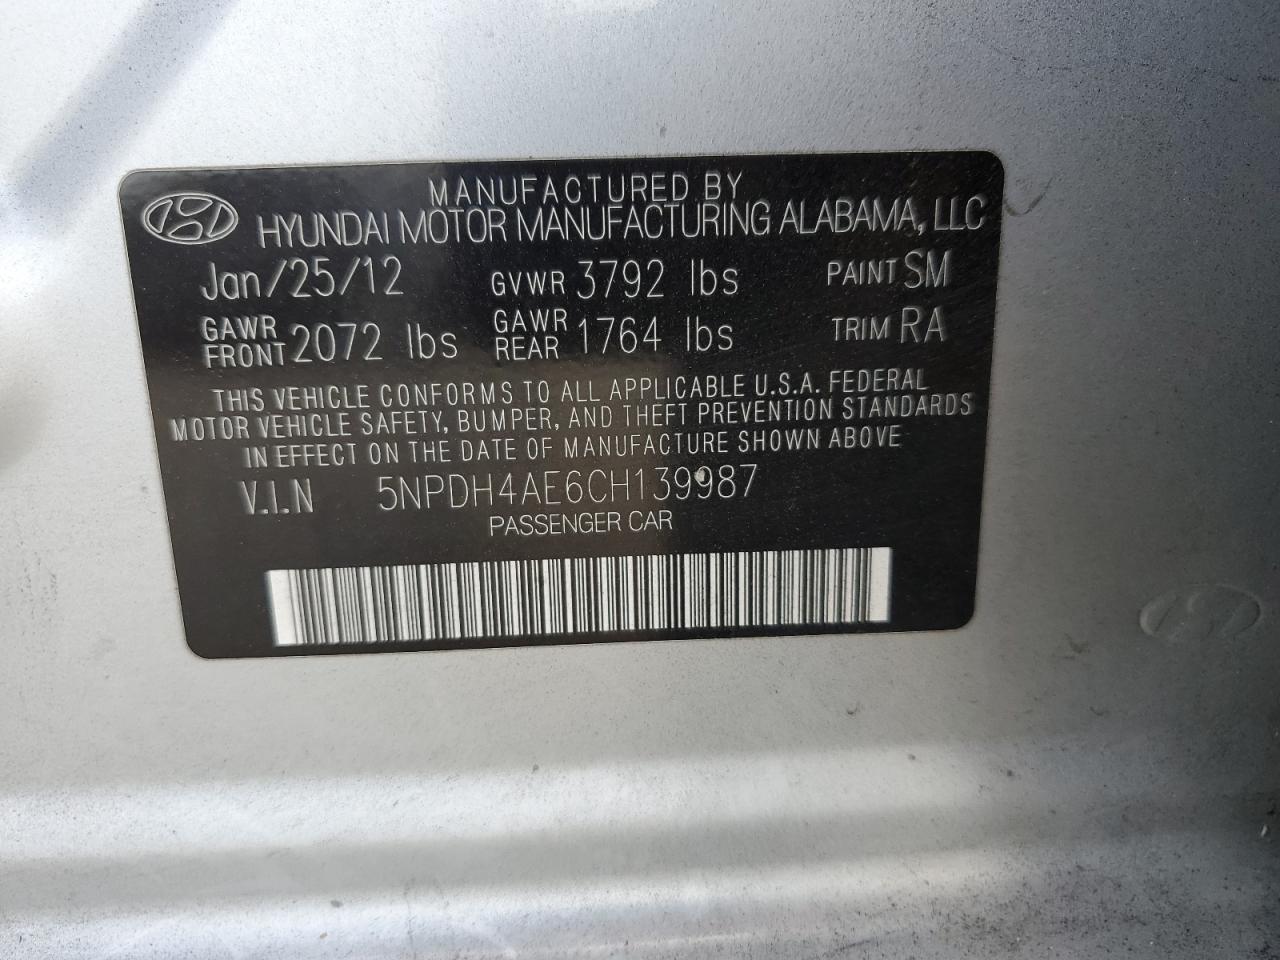 MANUFACTURED BY
HYUNDAI MOTOR MANUFACTURING ALABAMA, LLC
Jan/25/12 GVWR 3792 lbs PAINT SM
GAWR FRONT 2072 lbs GAWR REAR 1764 lbs TRIM RA
THIS VEHICLE CONFORMS TO ALL APPLICABLE U.S.A. FEDERAL
MOTOR VEHICLE SAFETY, BUMPER, AND THEFT PREVENTION STANDARDS
IN EFFECT ON THE DATE OF MANUFACTURE SHOWN ABOVE
V.I.N 5NPDH4AE6CH139987
PASSENGER CAR